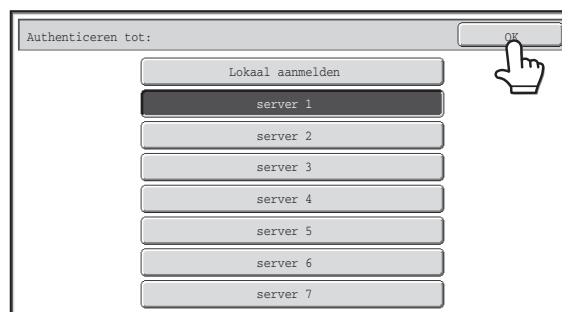 Authenticeren tot:
OK
Lokaal aanmelden
server 1
server 2
server 3
server 4
server 5
server 6
server 7